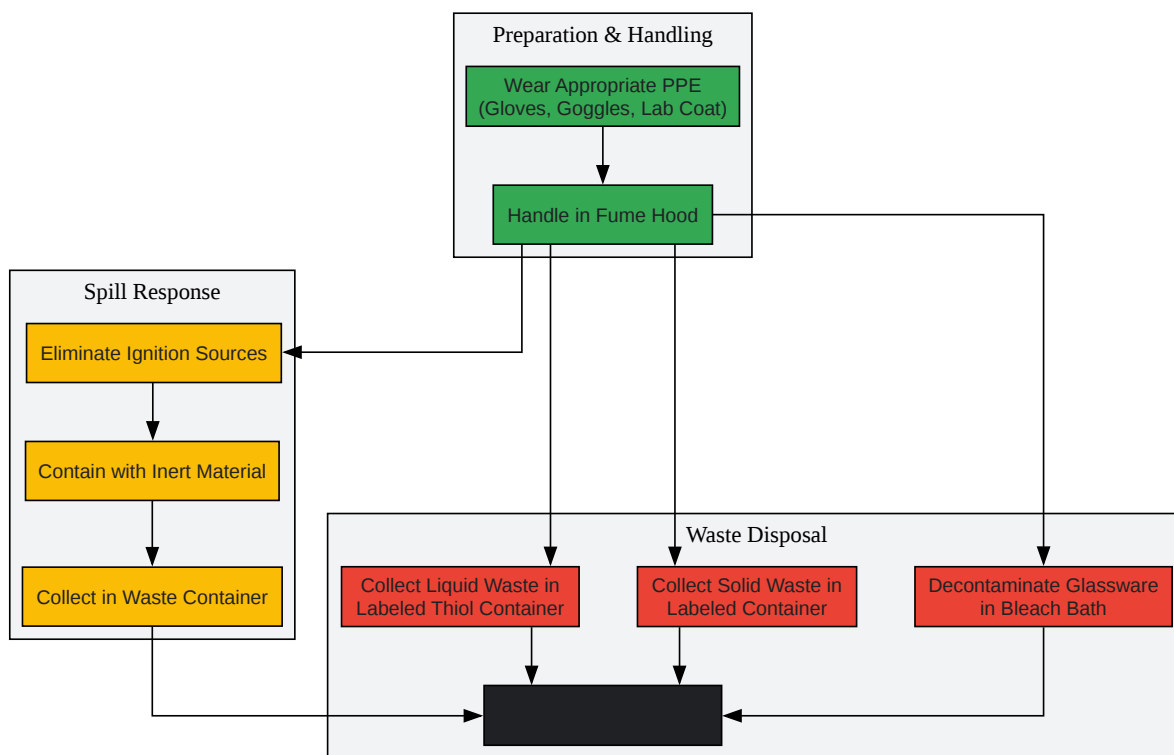 Preparation & Handling
Wear Appropriate PPE
(Gloves, Goggles, Lab Coat)
Handle in Fume Hood
Spill Response
Eliminate Ignition Sources
Contain with Inert Material
Collect in Waste Container
Waste Disposal
Collect Liquid Waste in
Labeled Thiol Container
Collect Solid Waste in
Labeled Container
Decontaminate Glassware
in Bleach Bath